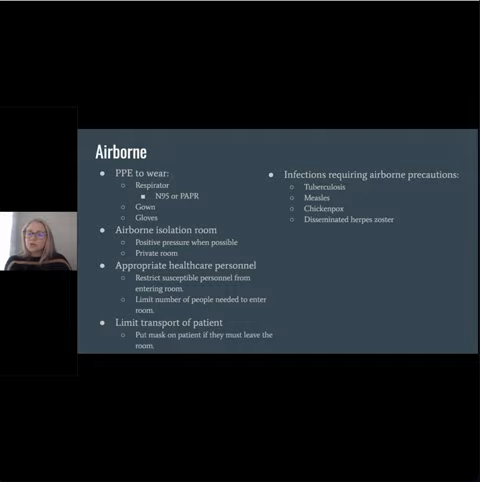 Airborne
● PPE to wear:
○ Respirator
■ N95 or PAPR
○ Gown
○ Gloves
● Airborne isolation room
○ Positive pressure when possible
○ Private room
● Appropriate healthcare personnel
○ Restrict susceptible personnel from
entering room.
○ Limit number of people needed to enter
room.
● Limit transport of patient
○ Put mask on patient if they must leave the
room.
● Infections requiring airborne precautions:
○ Tuberculosis
○ Measles
○ Chickenpox
○ Disseminated herpes zoster